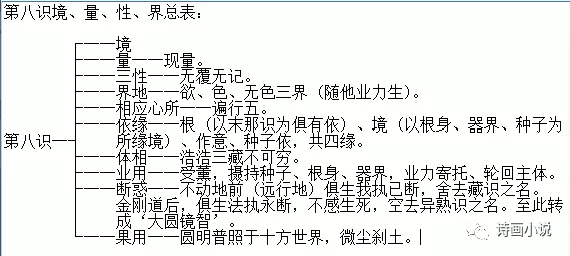 第八识境、量、性、界总表：
境
量——现量。
三性——无覆无记。
界地——欲、色、无色三界（随他业力生）。
相应心所——遍行五。
依缘——根（以末那识为俱有依）、境（以根身、器界、种子为
第八识 所缘境）、作意、种子依，共四缘。
体相——浩浩三藏不可穷。
业用——受薰，摄持种子、根身、器界，业力寄托、轮回主体。
断惑——不动地前（远行地）俱生我执已断，舍去藏识之名。
金刚道后，俱生法执永断，不感生死，空去异熟识之名。至此转
成‘大圆镜智’。
果用——圆明普照于十方世界，微尘刹土。
诗画小说